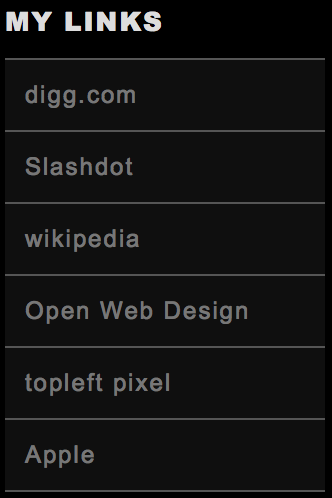 MY LINKS
digg.com
Slashdot
wikipedia
Open Web Design
topleft pixel
Apple